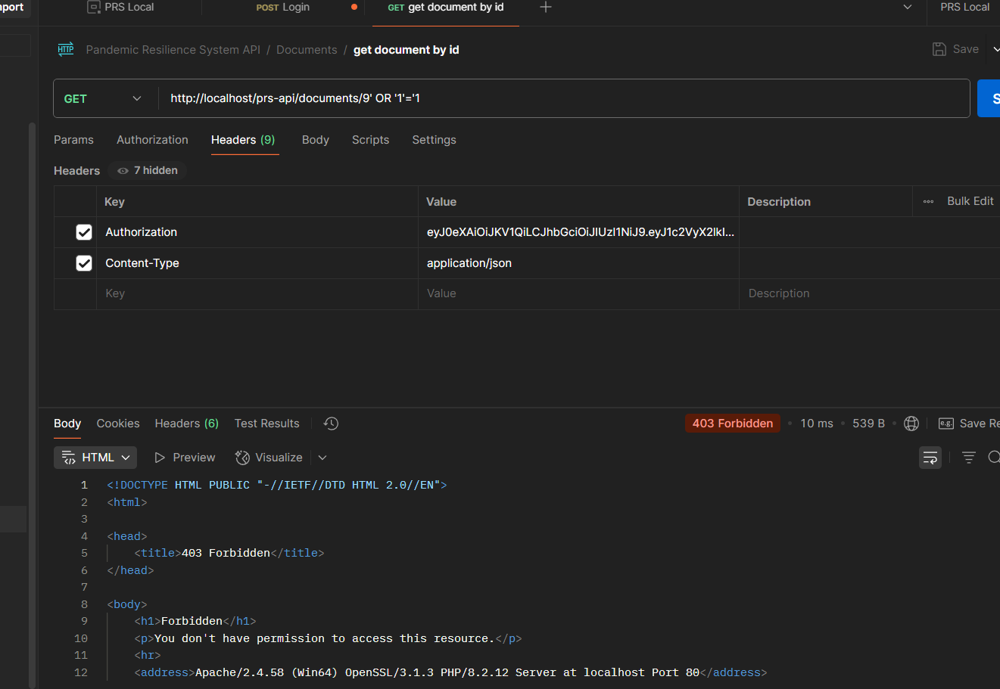 PRS Local
POST Login
GET get document by id
PRS Local
HTTP Pandemic Resilience System API / Documents / get document by id
Save
GET http://localhost/prs-api/documents/9' OR '1'='1
Params Authorization Headers (9) Body Scripts Settings
Headers 7 hidden
Key Value Description Bulk Edit
Authorization eyJ0eXAiOiJKV1QiLCJhbGciOiJIUzI1NiJ9.eyJ1c2VyX2lkI...
Content-Type application/json
Key Value Description
Body Cookies Headers (6) Test Results 403 Forbidden 10 ms 539 B e.g. Save Re
HTML Preview Visualize
1 <!DOCTYPE HTML PUBLIC "-//IETF//DTD HTML 2.0//EN">
2 <html>
3
4 <head>
5 <title>403 Forbidden</title>
6 </head>
7
8 <body>
9 <h1>Forbidden</h1>
10 <p>You don't have permission to access this resource.</p>
11 <hr>
12 <address>Apache/2.4.58 (Win64) OpenSSL/3.1.3 PHP/8.2.12 Server at localhost Port 80</address>